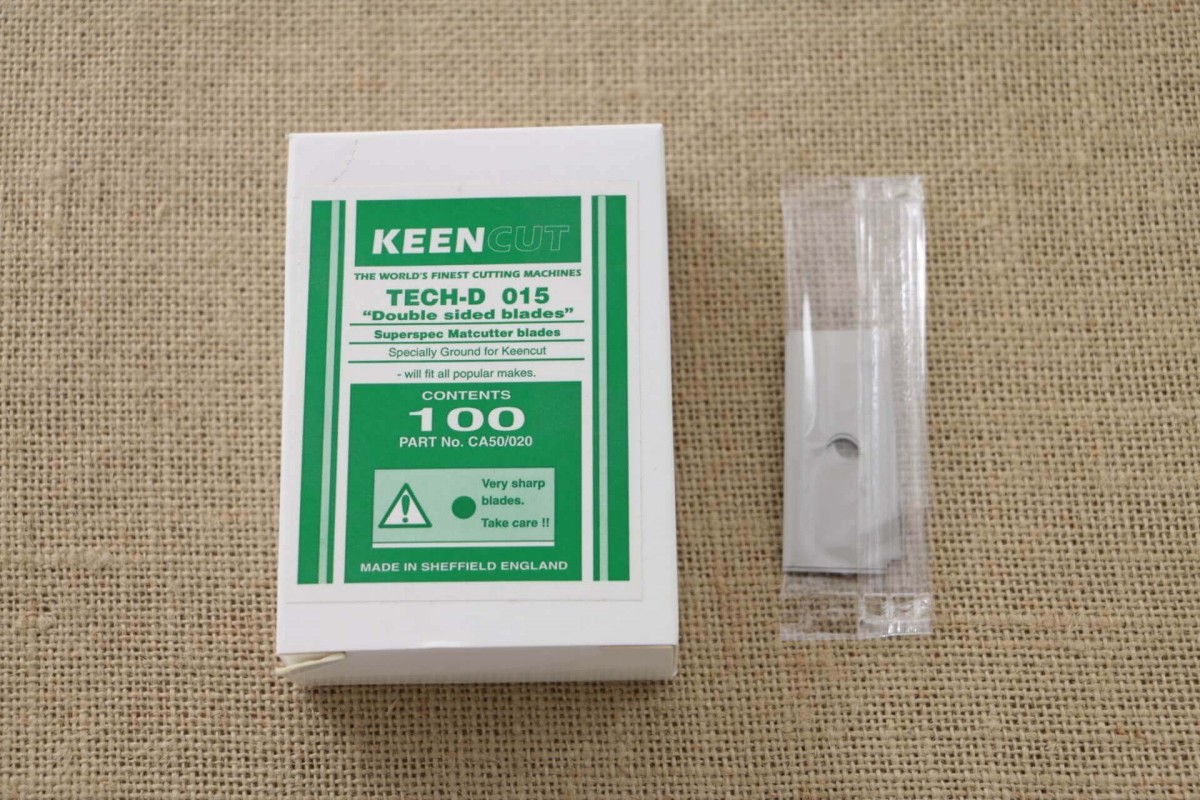 KEENCUT
THE WORLD'S FINEST CUTTING MACHINES
TECH-D 015
“Double sided blades”
Superspec Matcutter blades
Specially Ground for Keencut
- will fit all popular makes.
CONTENTS
100
PART No. CA50/020
Very sharp
blades.
Take care !!
MADE IN SHEFFIELD ENGLAND